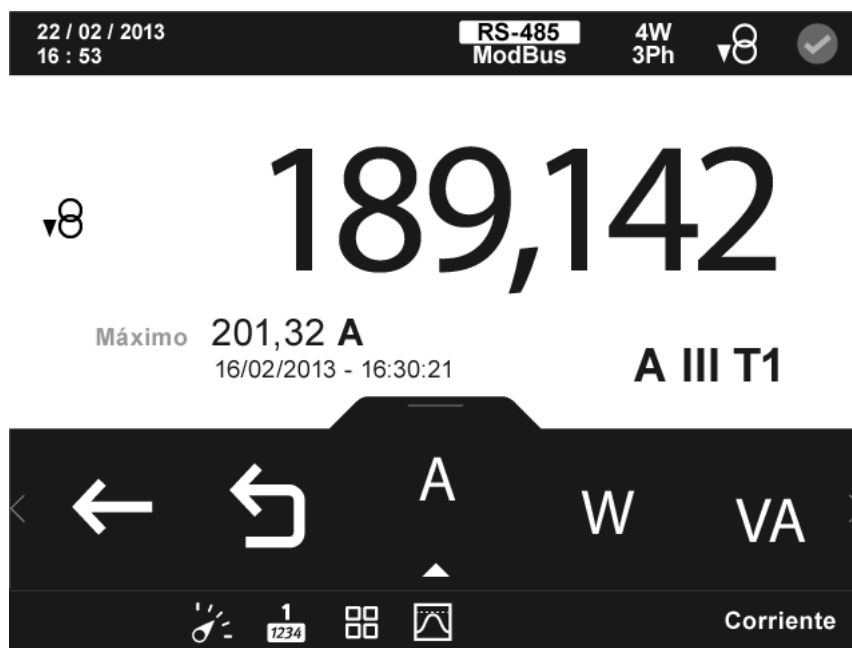 22 / 02 / 2013
16 : 53
RS-485
ModBus
4W
3Ph
189,142
Máximo 201,32 A
16/02/2013 - 16:30:21
A III T1
A
W
VA
1
1234
Corriente